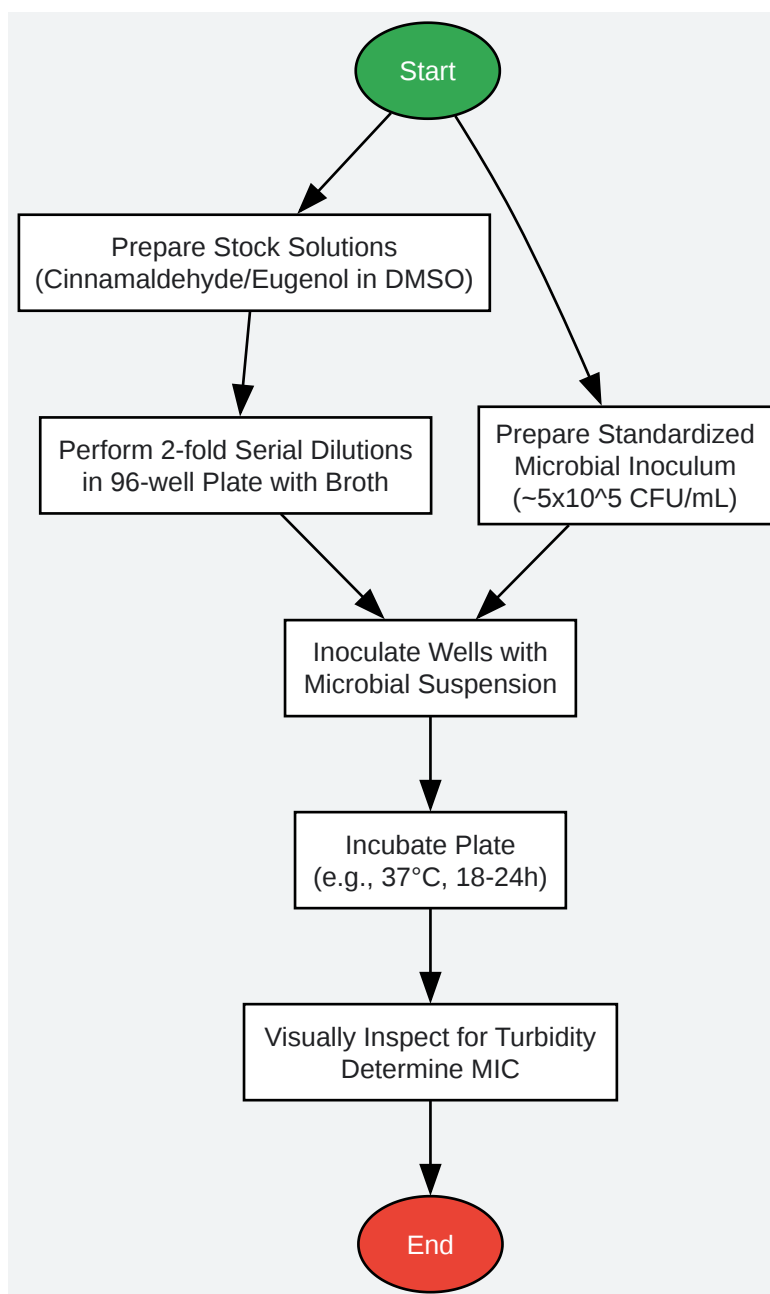 Start
Prepare Stock Solutions
(Cinnamaldehyde/Eugenol in DMSO)
Perform 2-fold Serial Dilutions
in 96-well Plate with Broth
Prepare Standardized
Microbial Inoculum
(~5x10^5 CFU/mL)
Inoculate Wells with
Microbial Suspension
Incubate Plate
(e.g., 37°C, 18-24h)
Visually Inspect for Turbidity
Determine MIC
End